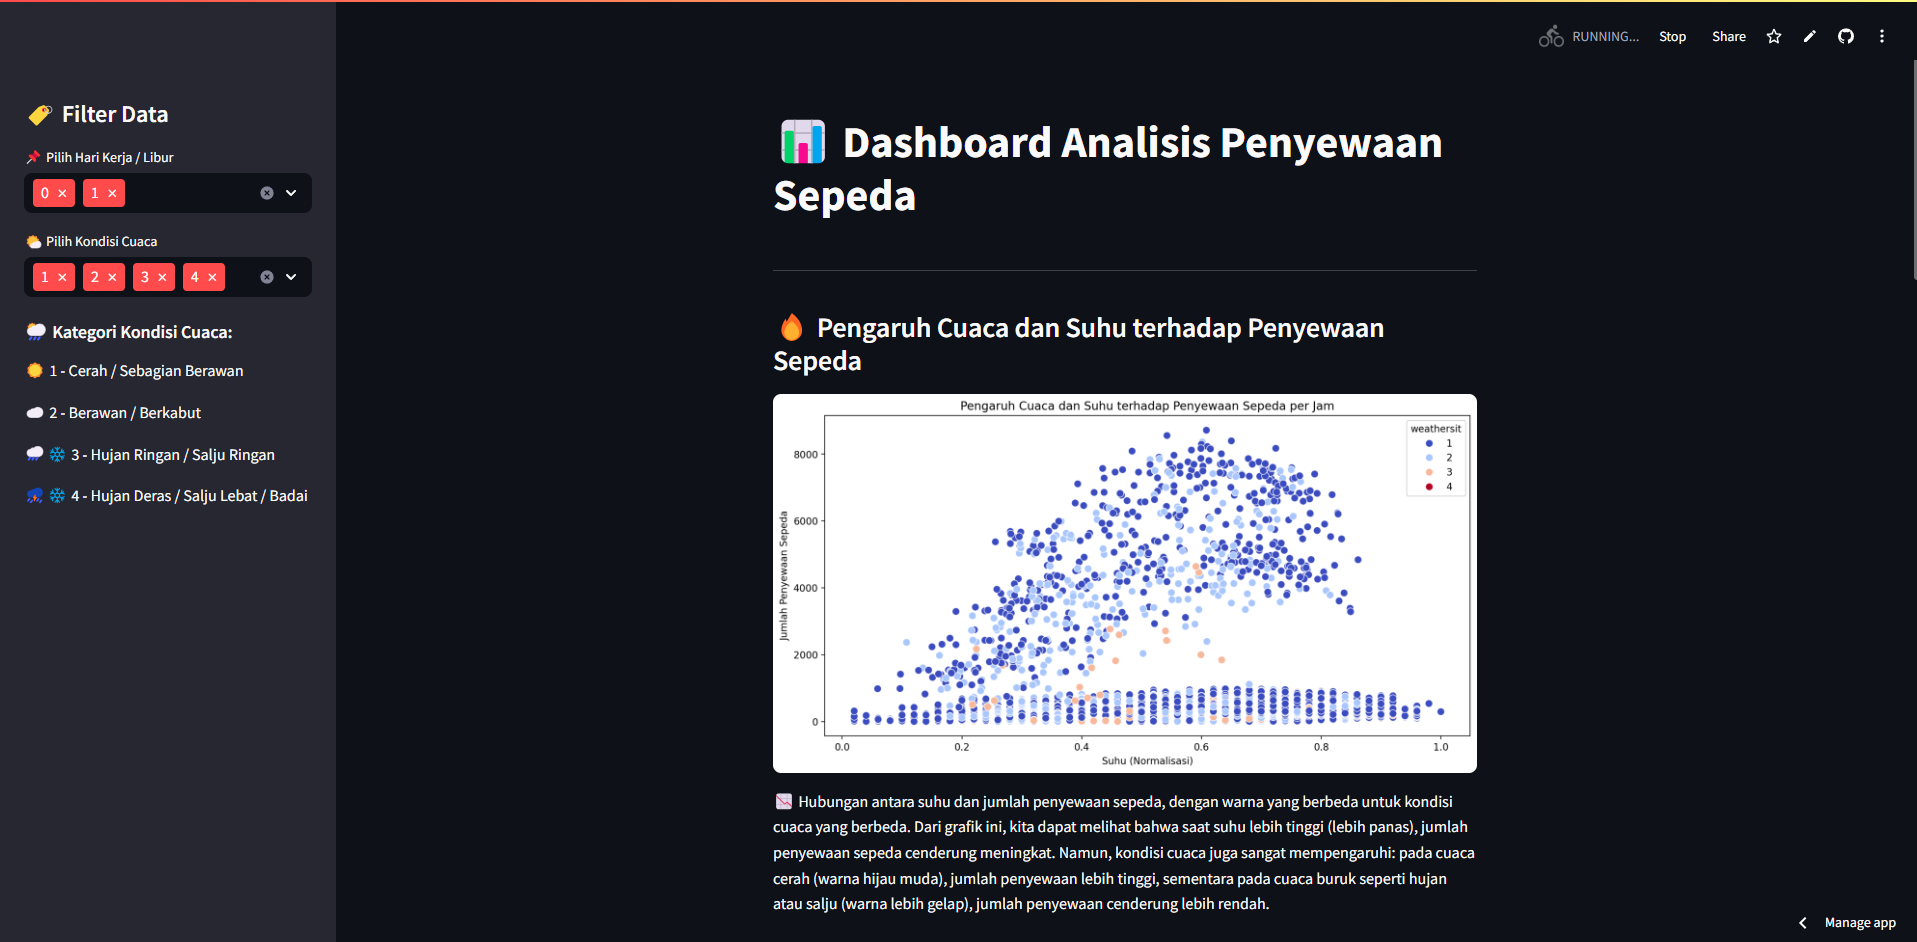 RUNNING...
Stop
Share
Filter Data
Pilih Hari Kerja / Libur
0 × 1 ×
Pilih Kondisi Cuaca
1 × 2 × 3 × 4 ×
Kategori Kondisi Cuaca:
1 - Cerah / Sebagian Berawan
2 - Berawan / Berkabut
3 - Hujan Ringan / Salju Ringan
4 - Hujan Deras / Salju Lebat / Badai
Dashboard Analisis Penyewaan
Sepeda
Pengaruh Cuaca dan Suhu terhadap Penyewaan
Sepeda
Pengaruh Cuaca dan Suhu terhadap Penyewaan Sepeda per Jam
weathersit
1
2
3
4
Jumlah Penyewaan Sepeda
8000
6000
4000
2000
0
0.0 0.2 0.4 0.6 0.8 1.0
Suhu (Normalisasi)
Hubungan antara suhu dan jumlah penyewaan sepeda, dengan warna yang berbeda untuk kondisi
cuaca yang berbeda. Dari grafik ini, kita dapat melihat bahwa saat suhu lebih tinggi (lebih panas), jumlah
penyewaan sepeda cenderung meningkat. Namun, kondisi cuaca juga sangat mempengaruhi: pada cuaca
cerah (warna hijau muda), jumlah penyewaan lebih tinggi, sementara pada cuaca buruk seperti hujan
atau salju (warna lebih gelap), jumlah penyewaan cenderung lebih rendah.
Manage app